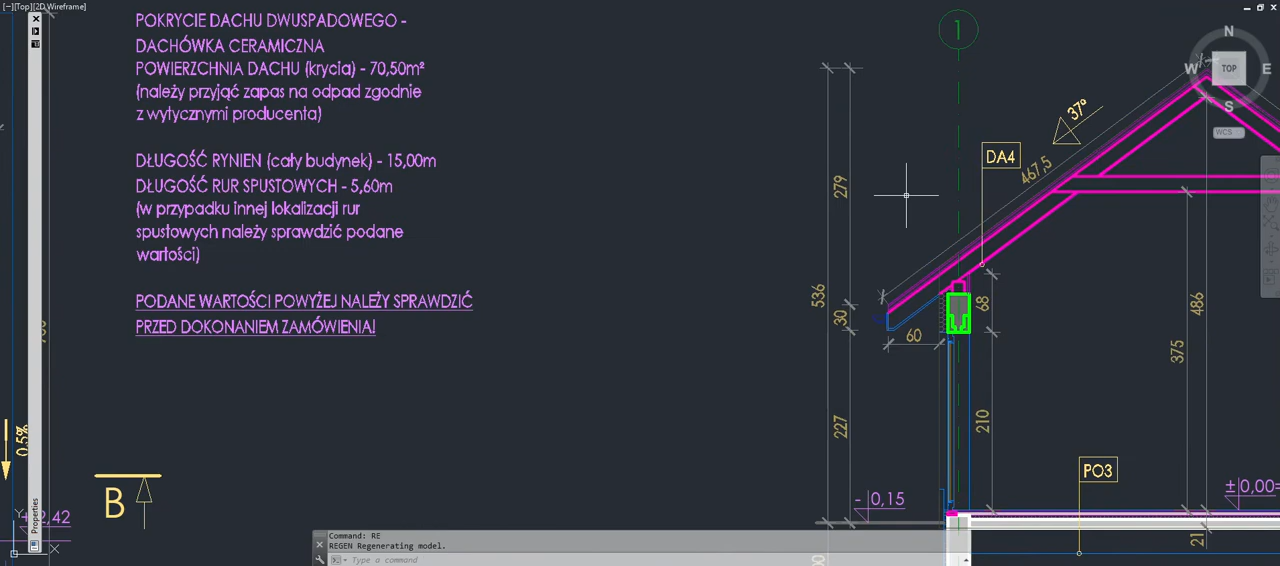 [−][Top][2D Wireframe]
POKRYCIE DACHU DWUSPADOWEGO -
DACHÓWKA CERAMICZNA
POWIERZCHNIA DACHU (krycia) - 70,50m²
(należy przyjąć zapas na odpad zgodnie
z wytycznymi producenta)
DŁUGOŚĆ RYNIEN (cały budynek) - 15,00m
DŁUGOŚĆ RUR SPUSTOWYCH - 5,60m
(w przypadku innej lokalizacji rur
spustowych należy sprawdzić podane
wartości)
PODANE WARTOŚCI POWYŻEJ NALEŻY SPRAWDZIĆ
PRZED DOKONANIEM ZAMÓWIENIA!
0.5%
B
2,42
Y
X
Properties
1
N
W
TOP
E
S
WCS
37°
DA4
467,5
279
536
30
60
68
486
375
227
210
PO3
- 0,15
±0,00=
21
Command: RE
REGEN Regenerating model.
Type a command